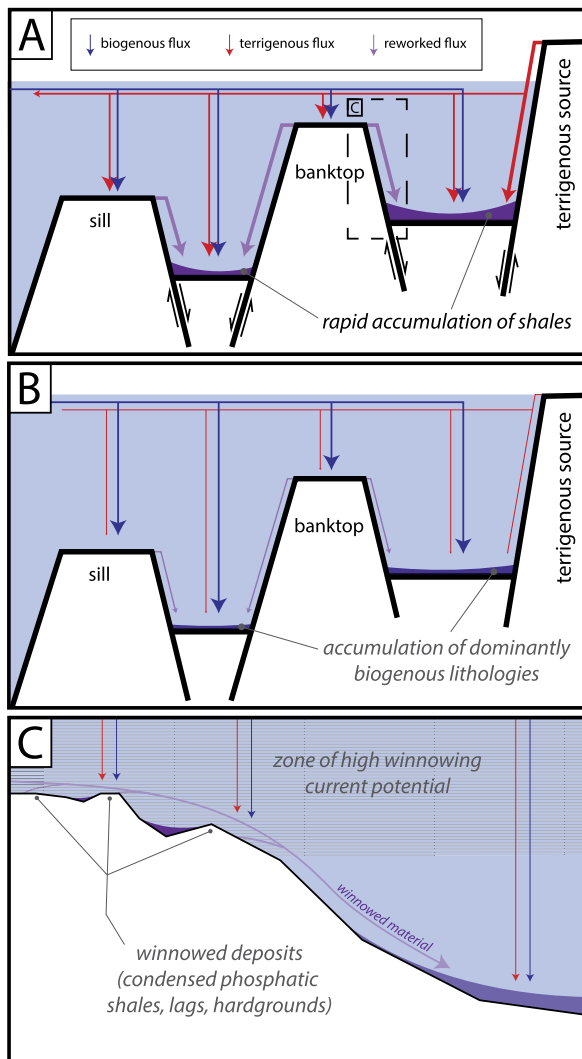 A
biogenous flux
terrigenous flux
reworked flux
C
banktop
sill
terrigenous source
rapid accumulation of shales
B
banktop
sill
terrigenous source
accumulation of dominantly
biogenous lithologies
C
zone of high winnowing
current potential
winnowed material
winnowed deposits
(condensed phosphatic
shales, lags, hardgrounds)